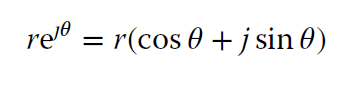 re^{jθ} = r(cos θ + j sin θ)